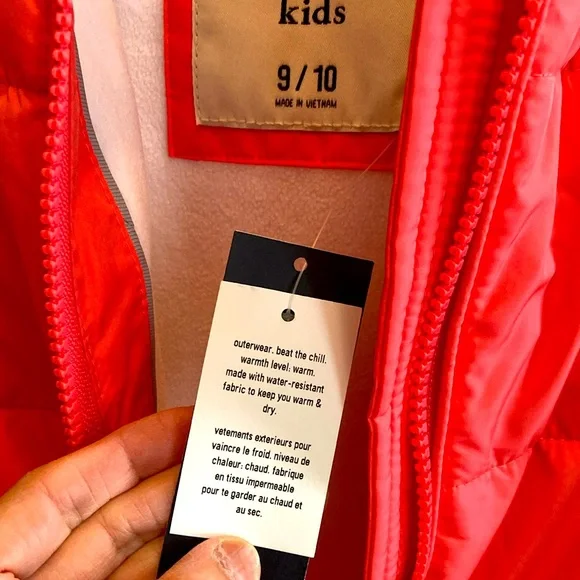 kids
9/10
MADE IN VIETNAM
outerwear. beat the chill.
warmth level: warm.
made with water-resistant
fabric to keep you warm &
dry.
vetements exterieurs pour
vaincre le froid. niveau de
chaleur: chaud. fabrique
en tissu impermeable
pour te garder au chaud et
au sec.